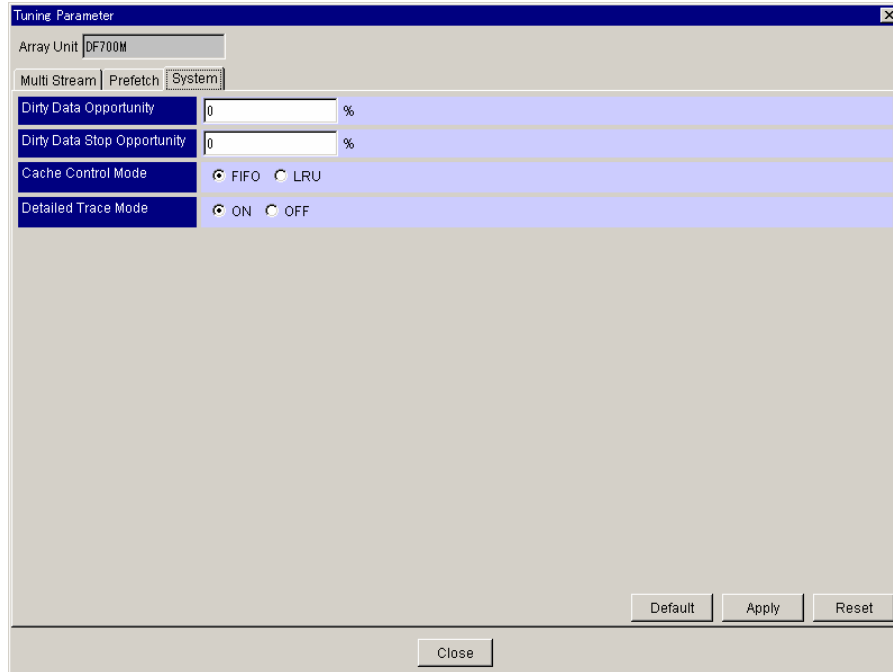 Tuning Parameter
Array Unit DF700M
Multi Stream Prefetch System
Dirty Data Opportunity 0 %
Dirty Data Stop Opportunity 0 %
Cache Control Mode FIFO LRU
Detailed Trace Mode ON OFF
Default Apply Reset
Close